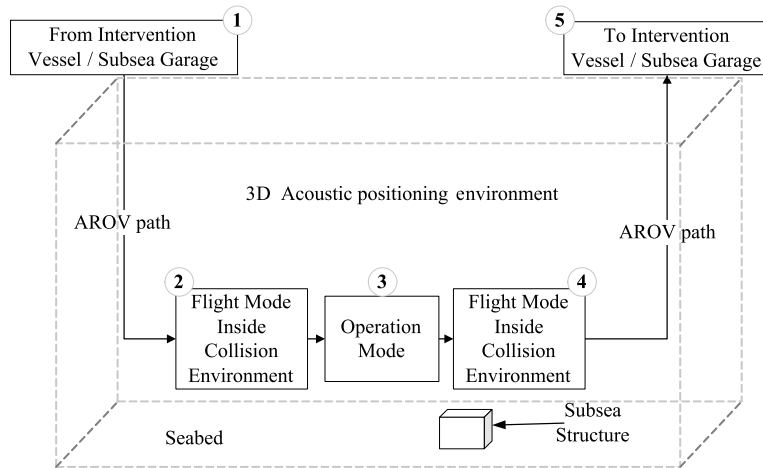 1
From Intervention
Vessel / Subsea Garage
5
To Intervention
Vessel / Subsea Garage
3D Acoustic positioning environment
AROV path
AROV path
2
Flight Mode
Inside
Collision
Environment
3
Operation
Mode
4
Flight Mode
Inside
Collision
Environment
Subsea
Structure
Seabed